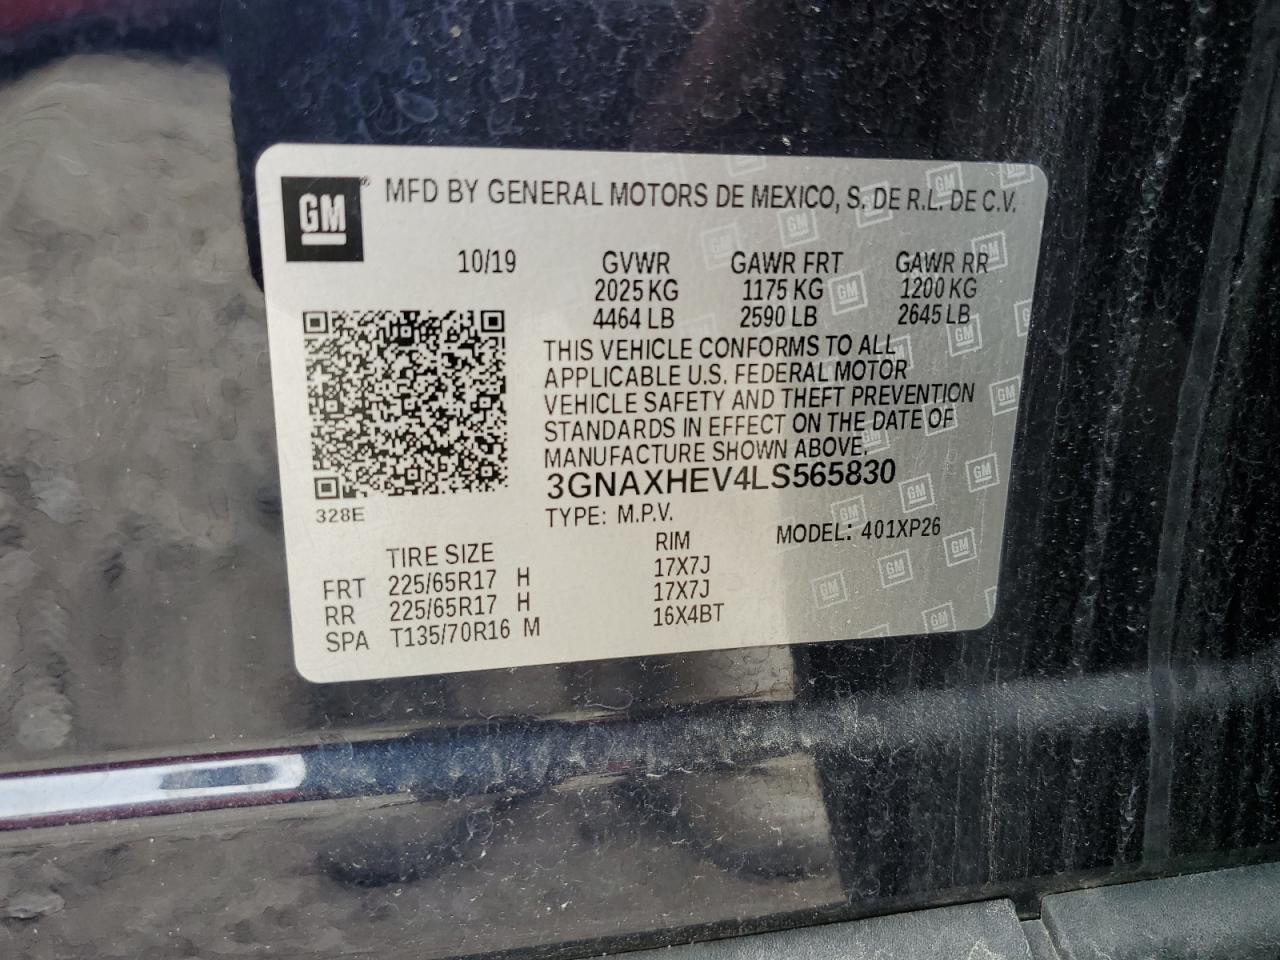 GM® MFD BY GENERAL MOTORS DE MEXICO, S. DE R.L. DE C.V.
10/19 GVWR GAWR FRT GAWR RR
2025 KG 1175 KG 1200 KG
4464 LB 2590 LB 2645 LB
THIS VEHICLE CONFORMS TO ALL
APPLICABLE U.S. FEDERAL MOTOR
VEHICLE SAFETY AND THEFT PREVENTION
STANDARDS IN EFFECT ON THE DATE OF
MANUFACTURE SHOWN ABOVE.
3GNAXHEV4LS565830
328E
TYPE: M.P.V. MODEL: 401XP26
TIRE SIZE RIM
FRT 225/65R17 H 17X7J
RR 225/65R17 H 17X7J
SPA T135/70R16 M 16X4BT